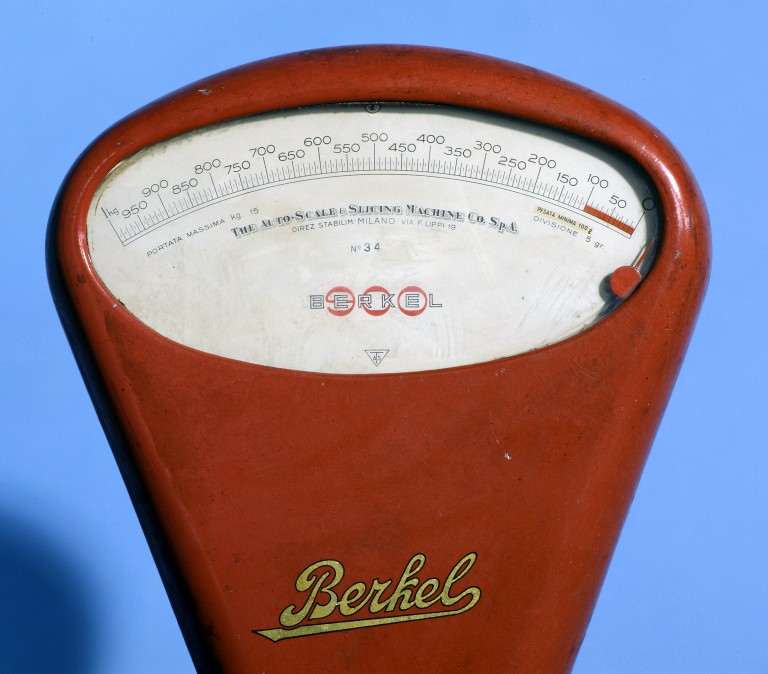 kg 950 900 850 800 750 700 650 600 550 500 450 400 350 300 250 200 150 100 50 0
PORTATA MASSIMA kg 15
THE AUTO-SCALE & SLICING MACHINE CO. SpA.
DIREZ. STABILIM. MILANO - VIA F. LIPPI 19
PESATA MINIMA 100 g
DIVISIONE 5 gr.
No 34
BERKEL
Berkel